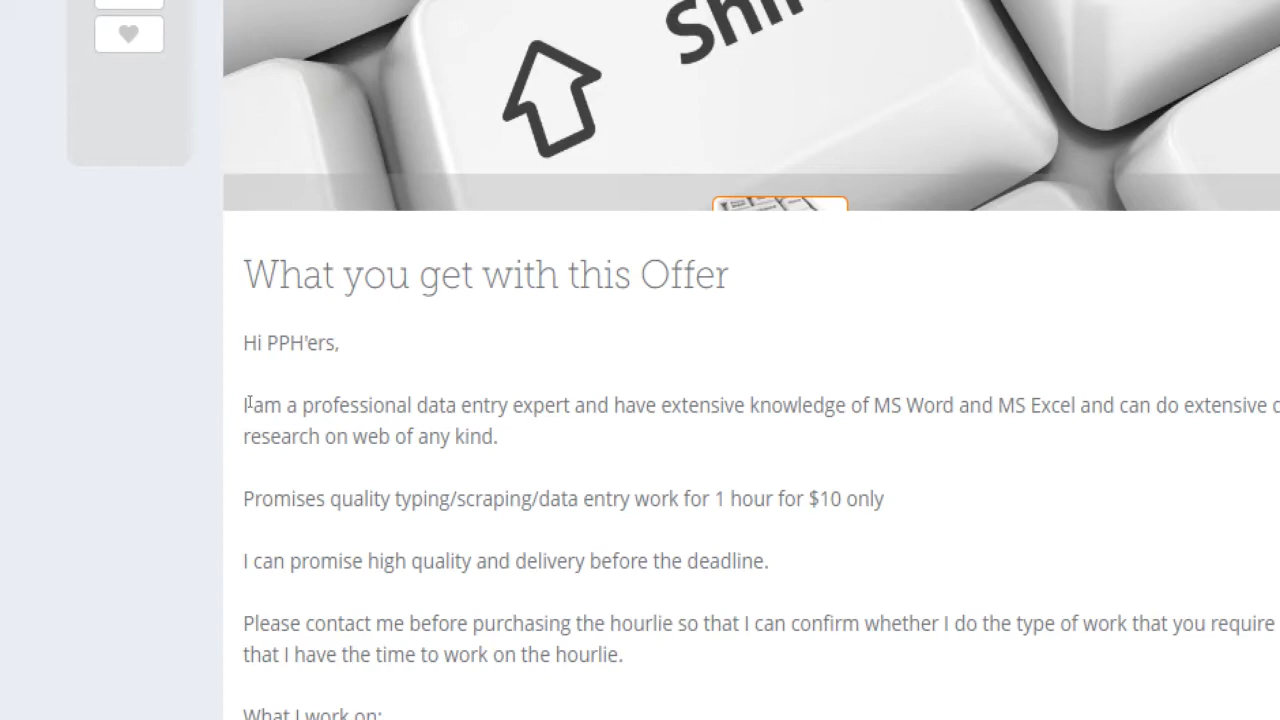 What you get with this Offer
Hi PPH'ers,
I am a professional data entry expert and have extensive knowledge of MS Word and MS Excel and can do extensive
research on web of any kind.
Promises quality typing/scraping/data entry work for 1 hour for $10 only
I can promise high quality and delivery before the deadline.
Please contact me before purchasing the hourlie so that I can confirm whether I do the type of work that you require
that I have the time to work on the hourlie.
What I work on: